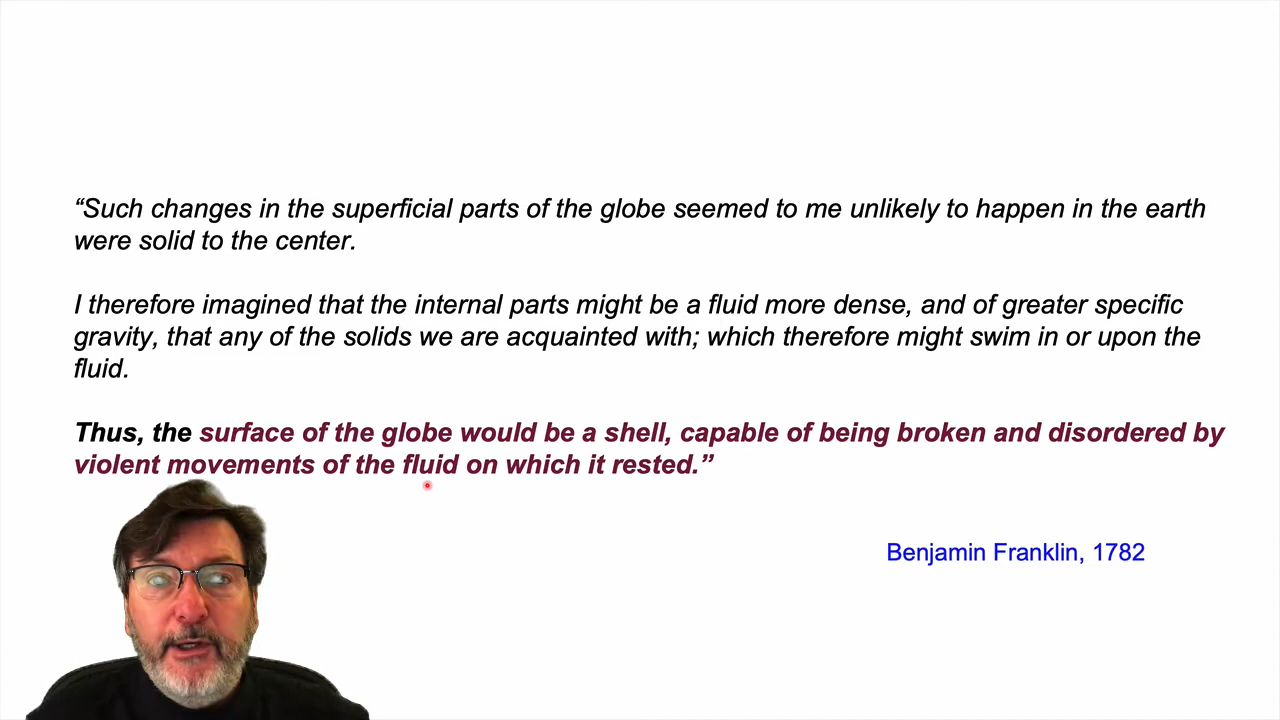 “Such changes in the superficial parts of the globe seemed to me unlikely to happen in the earth
were solid to the center.
I therefore imagined that the internal parts might be a fluid more dense, and of greater specific
gravity, that any of the solids we are acquainted with; which therefore might swim in or upon the
fluid.
Thus, the surface of the globe would be a shell, capable of being broken and disordered by
violent movements of the fluid on which it rested.”
Benjamin Franklin, 1782